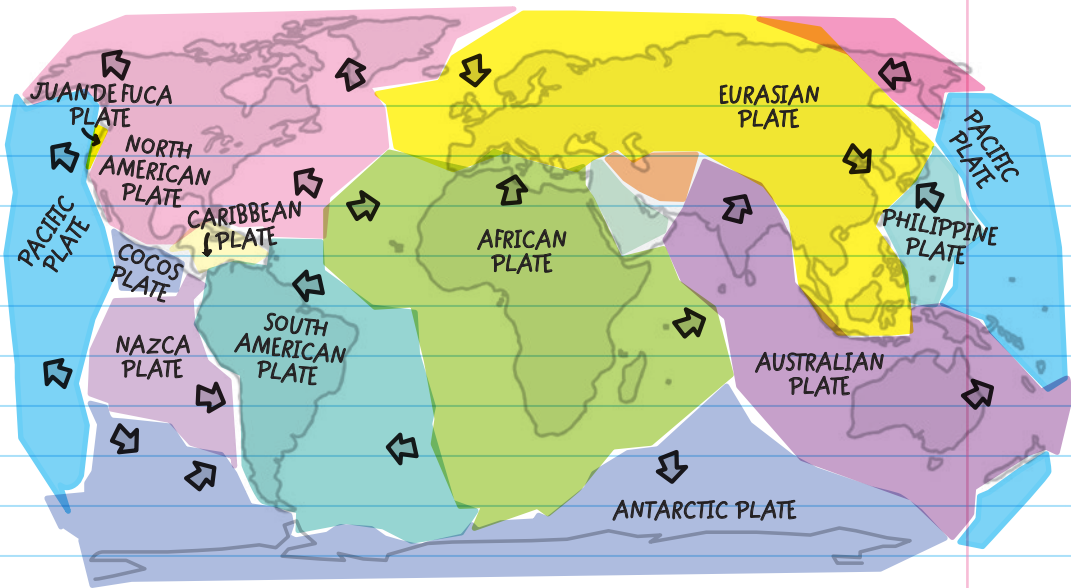 JUAN DE FUCA
PLATE
NORTH
AMERICAN
PLATE
PACIFIC
PLATE
CARIBBEAN
PLATE
COCOS
PLATE
NAZCA
PLATE
SOUTH
AMERICAN
PLATE
AFRICAN
PLATE
EURASIAN
PLATE
PACIFIC
PLATE
PHILIPPINE
PLATE
AUSTRALIAN
PLATE
ANTARCTIC PLATE